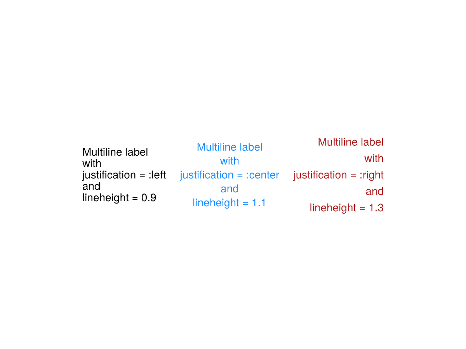 Multiline label
with
justification = :left
and
lineheight = 0.9
Multiline label
with
justification = :center
and
lineheight = 1.1
Multiline label
with
justification = :right
and
lineheight = 1.3